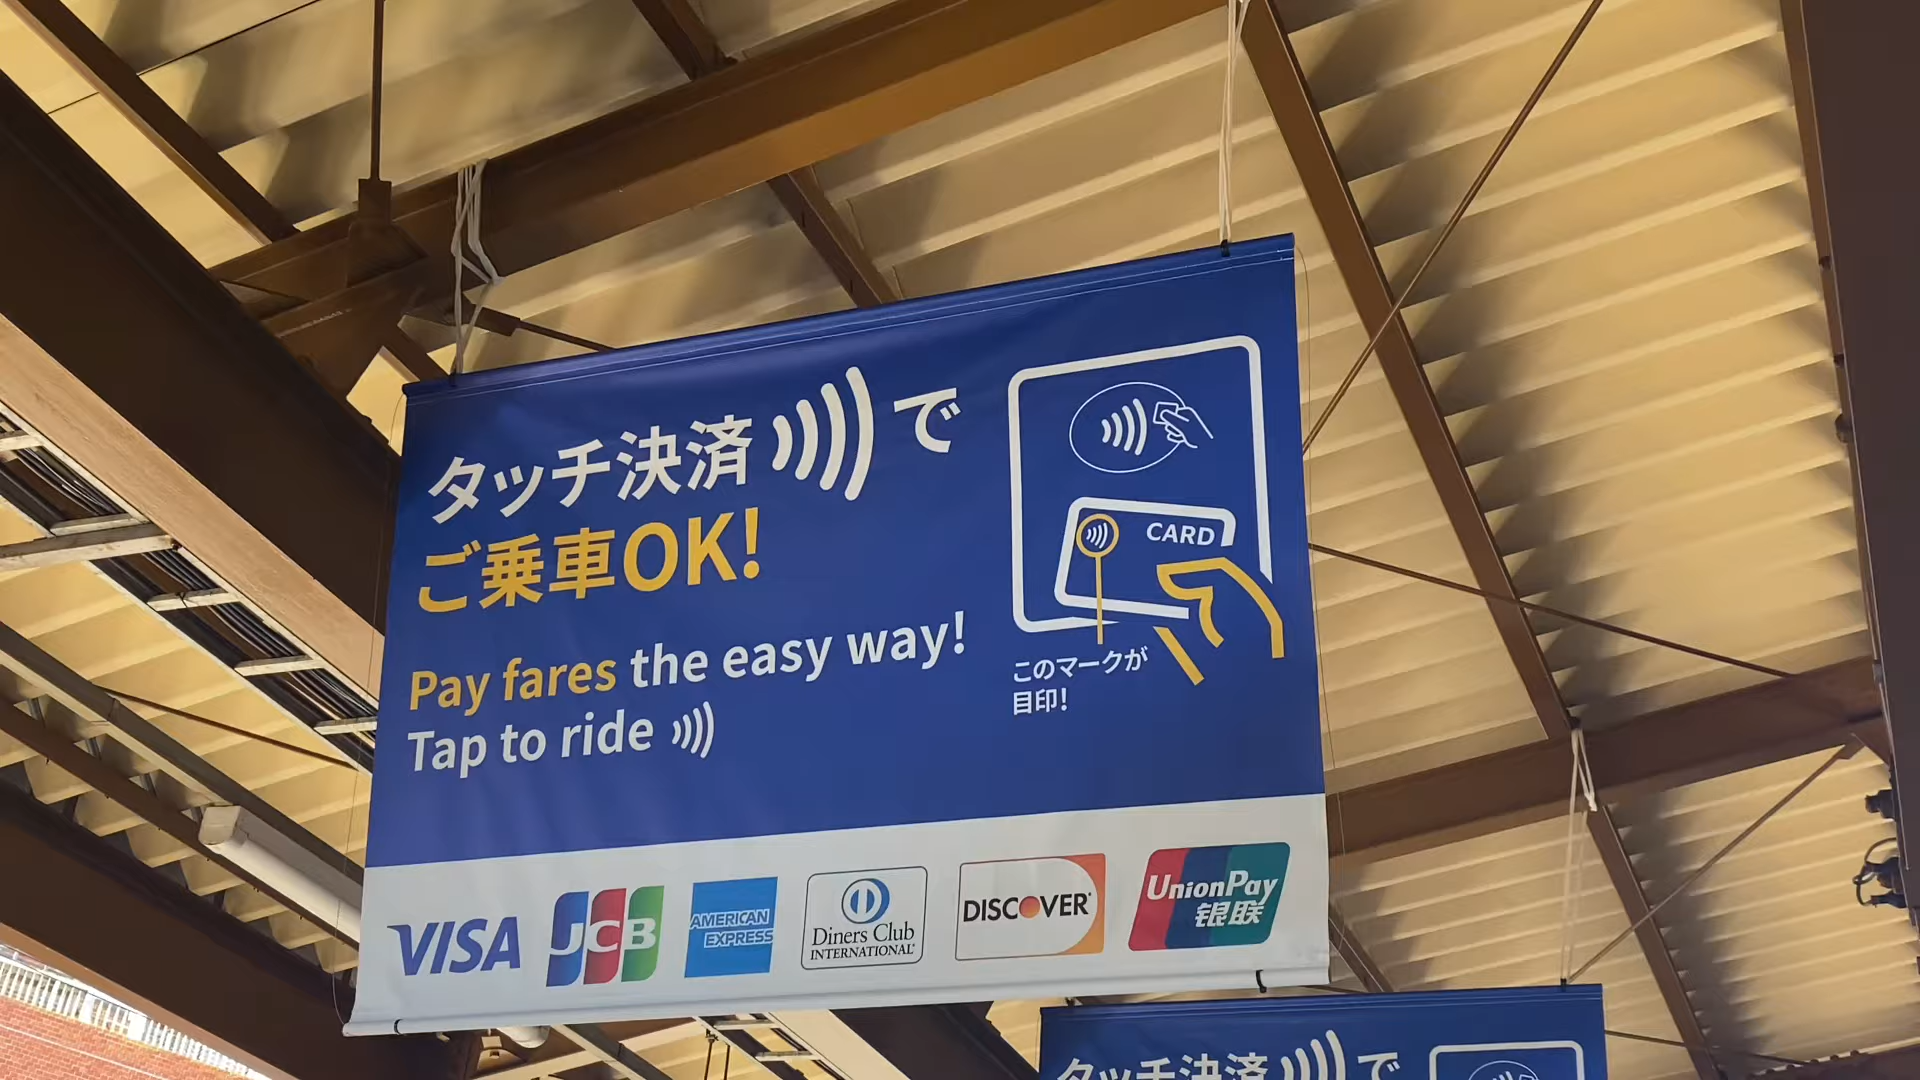 タッチ決済で
ご乗車OK!
Pay fares the easy way!
Tap to ride
CARD
このマークが
目印!
VISA
JCB
AMERICAN
EXPRESS
Diners Club
INTERNATIONAL®
DISCOVER®
UnionPay
银联
タッチ決済で